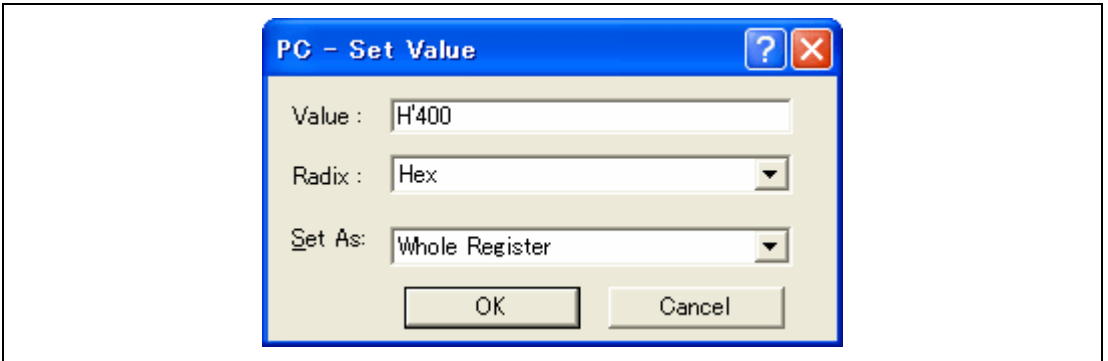 PC - Set Value
Value : H'400
Radix : Hex
Set As: Whole Register
OK Cancel